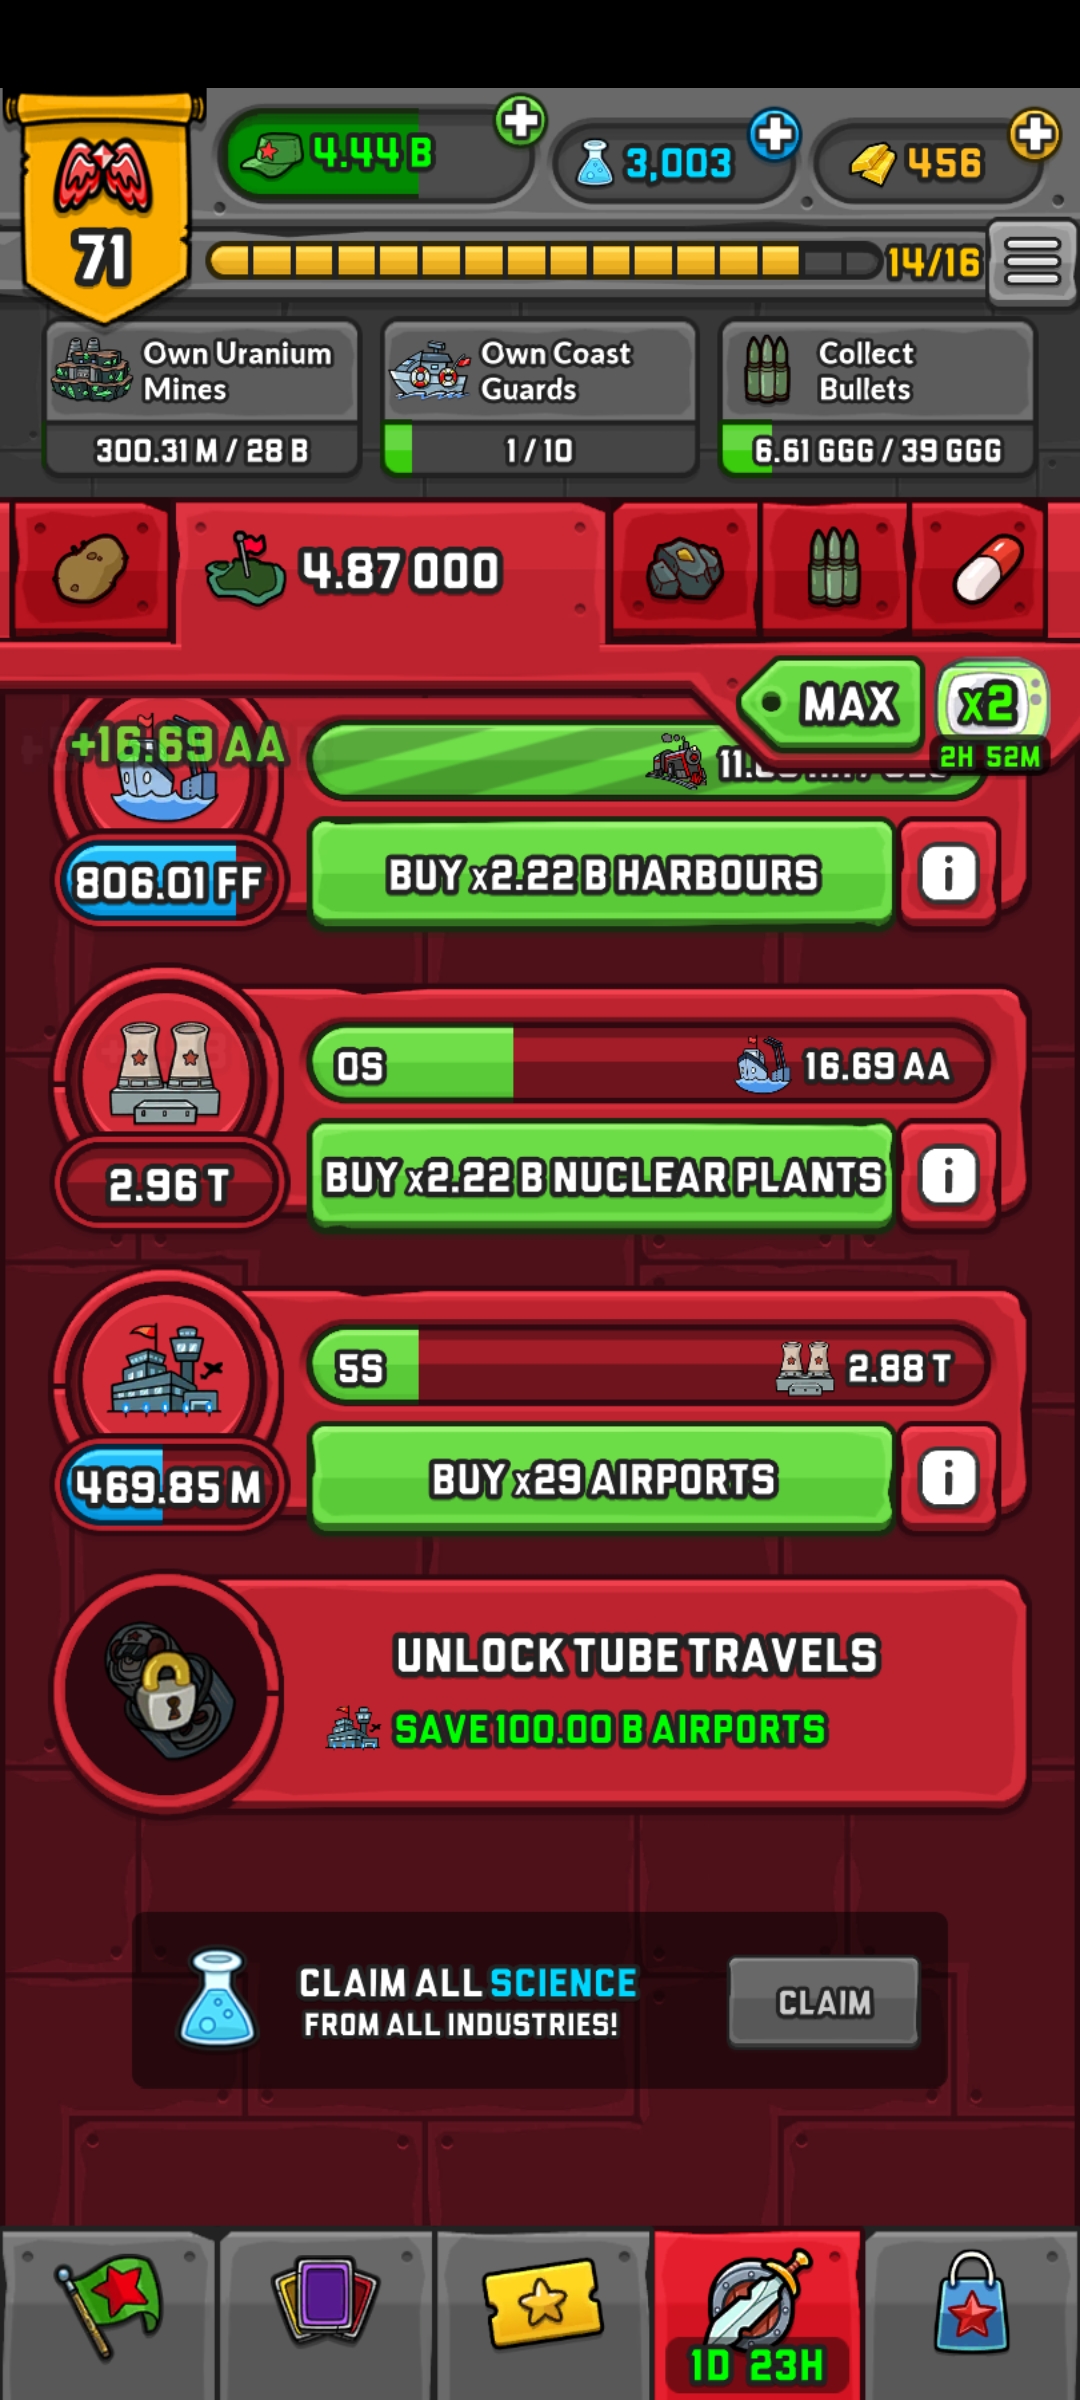 4.44 B
3,003
456
71
14/16
Own Uranium
Mines
300.31 M / 28 B
Own Coast
Guards
1 / 10
Collect
Bullets
6.61 GGG / 39 GGG
4.87 000
MAX
x2
2H 52M
+16.69 AA
806.01 FF
BUY x2.22 B HARBOURS
i
0S
16.69 AA
2.96 T
BUY x2.22 B NUCLEAR PLANTS
i
5S
2.88 T
469.85 M
BUY x29 AIRPORTS
i
UNLOCK TUBE TRAVELS
SAVE 100.00 B AIRPORTS
CLAIM ALL SCIENCE
FROM ALL INDUSTRIES!
CLAIM
1D 23H